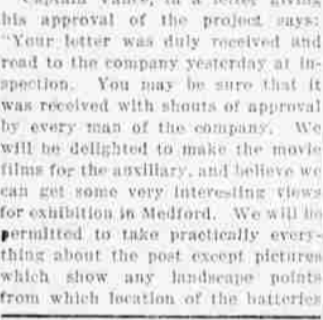 Captain Vance, in a letter giving
his approval of the project says:
"Your letter was duly received and
read to the company yesterday at in-
spection. You may be sure that it
was received with shouts of approval
by every man of the company. We
will be delighted to make the movie
films for the auxiliary, and believe we
can get some very interesting views
for exhibition in Medford. We will be
permitted to take practically every-
thing about the post except pictures
which show any landscape points
from which location of the batteries